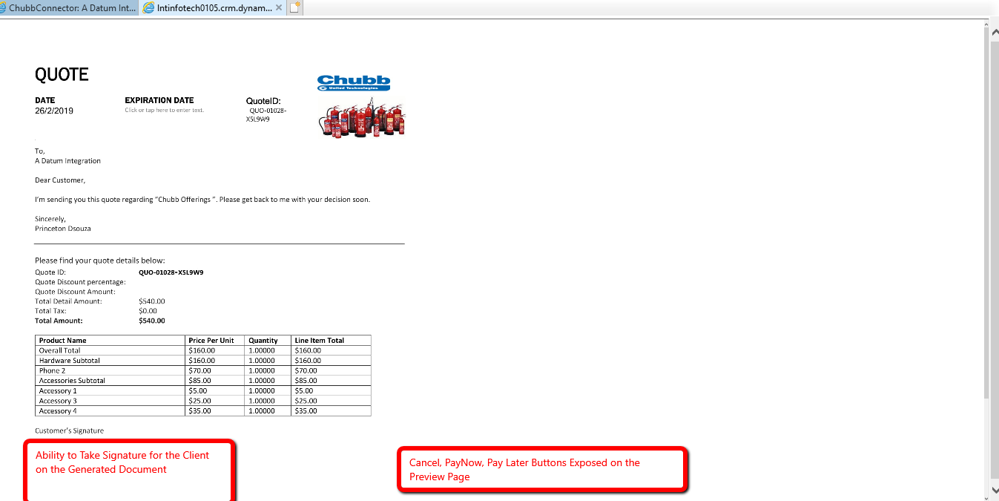 ChubbConnector: A Datum Int...
Intinfotech0105.crm.dynam...
QUOTE
Chubb
United Technologies
DATE
26/2/2019
EXPIRATION DATE
Click or tap here to enter text.
QuoteID:
QUO-01028-
X5L9W9
To,
A Datum Integration
Dear Customer,
I'm sending you this quote regarding "Chubb Offerings ". Please get back to me with your decision soon.
Sincerely,
Princeton Dsouza
Please find your quote details below:
Quote ID: QUO-01028-X5L9W9
Quote Discount percentage:
Quote Discount Amount:
Total Detail Amount: $540.00
Total Tax: $0.00
Total Amount: $540.00
Product Name Price Per Unit Quantity Line Item Total
Overall Total $160.00 1.00000 $160.00
Hardware Subtotal $160.00 1.00000 $160.00
Phone 2 $70.00 1.00000 $70.00
Accessories Subtotal $85.00 1.00000 $85.00
Accessory 1 $5.00 1.00000 $5.00
Accessory 3 $25.00 1.00000 $25.00
Accessory 4 $35.00 1.00000 $35.00
Customer's Signature
Ability to Take Signature for the Client
on the Generated Document
Cancel, PayNow, Pay Later Buttons Exposed on the
Preview Page